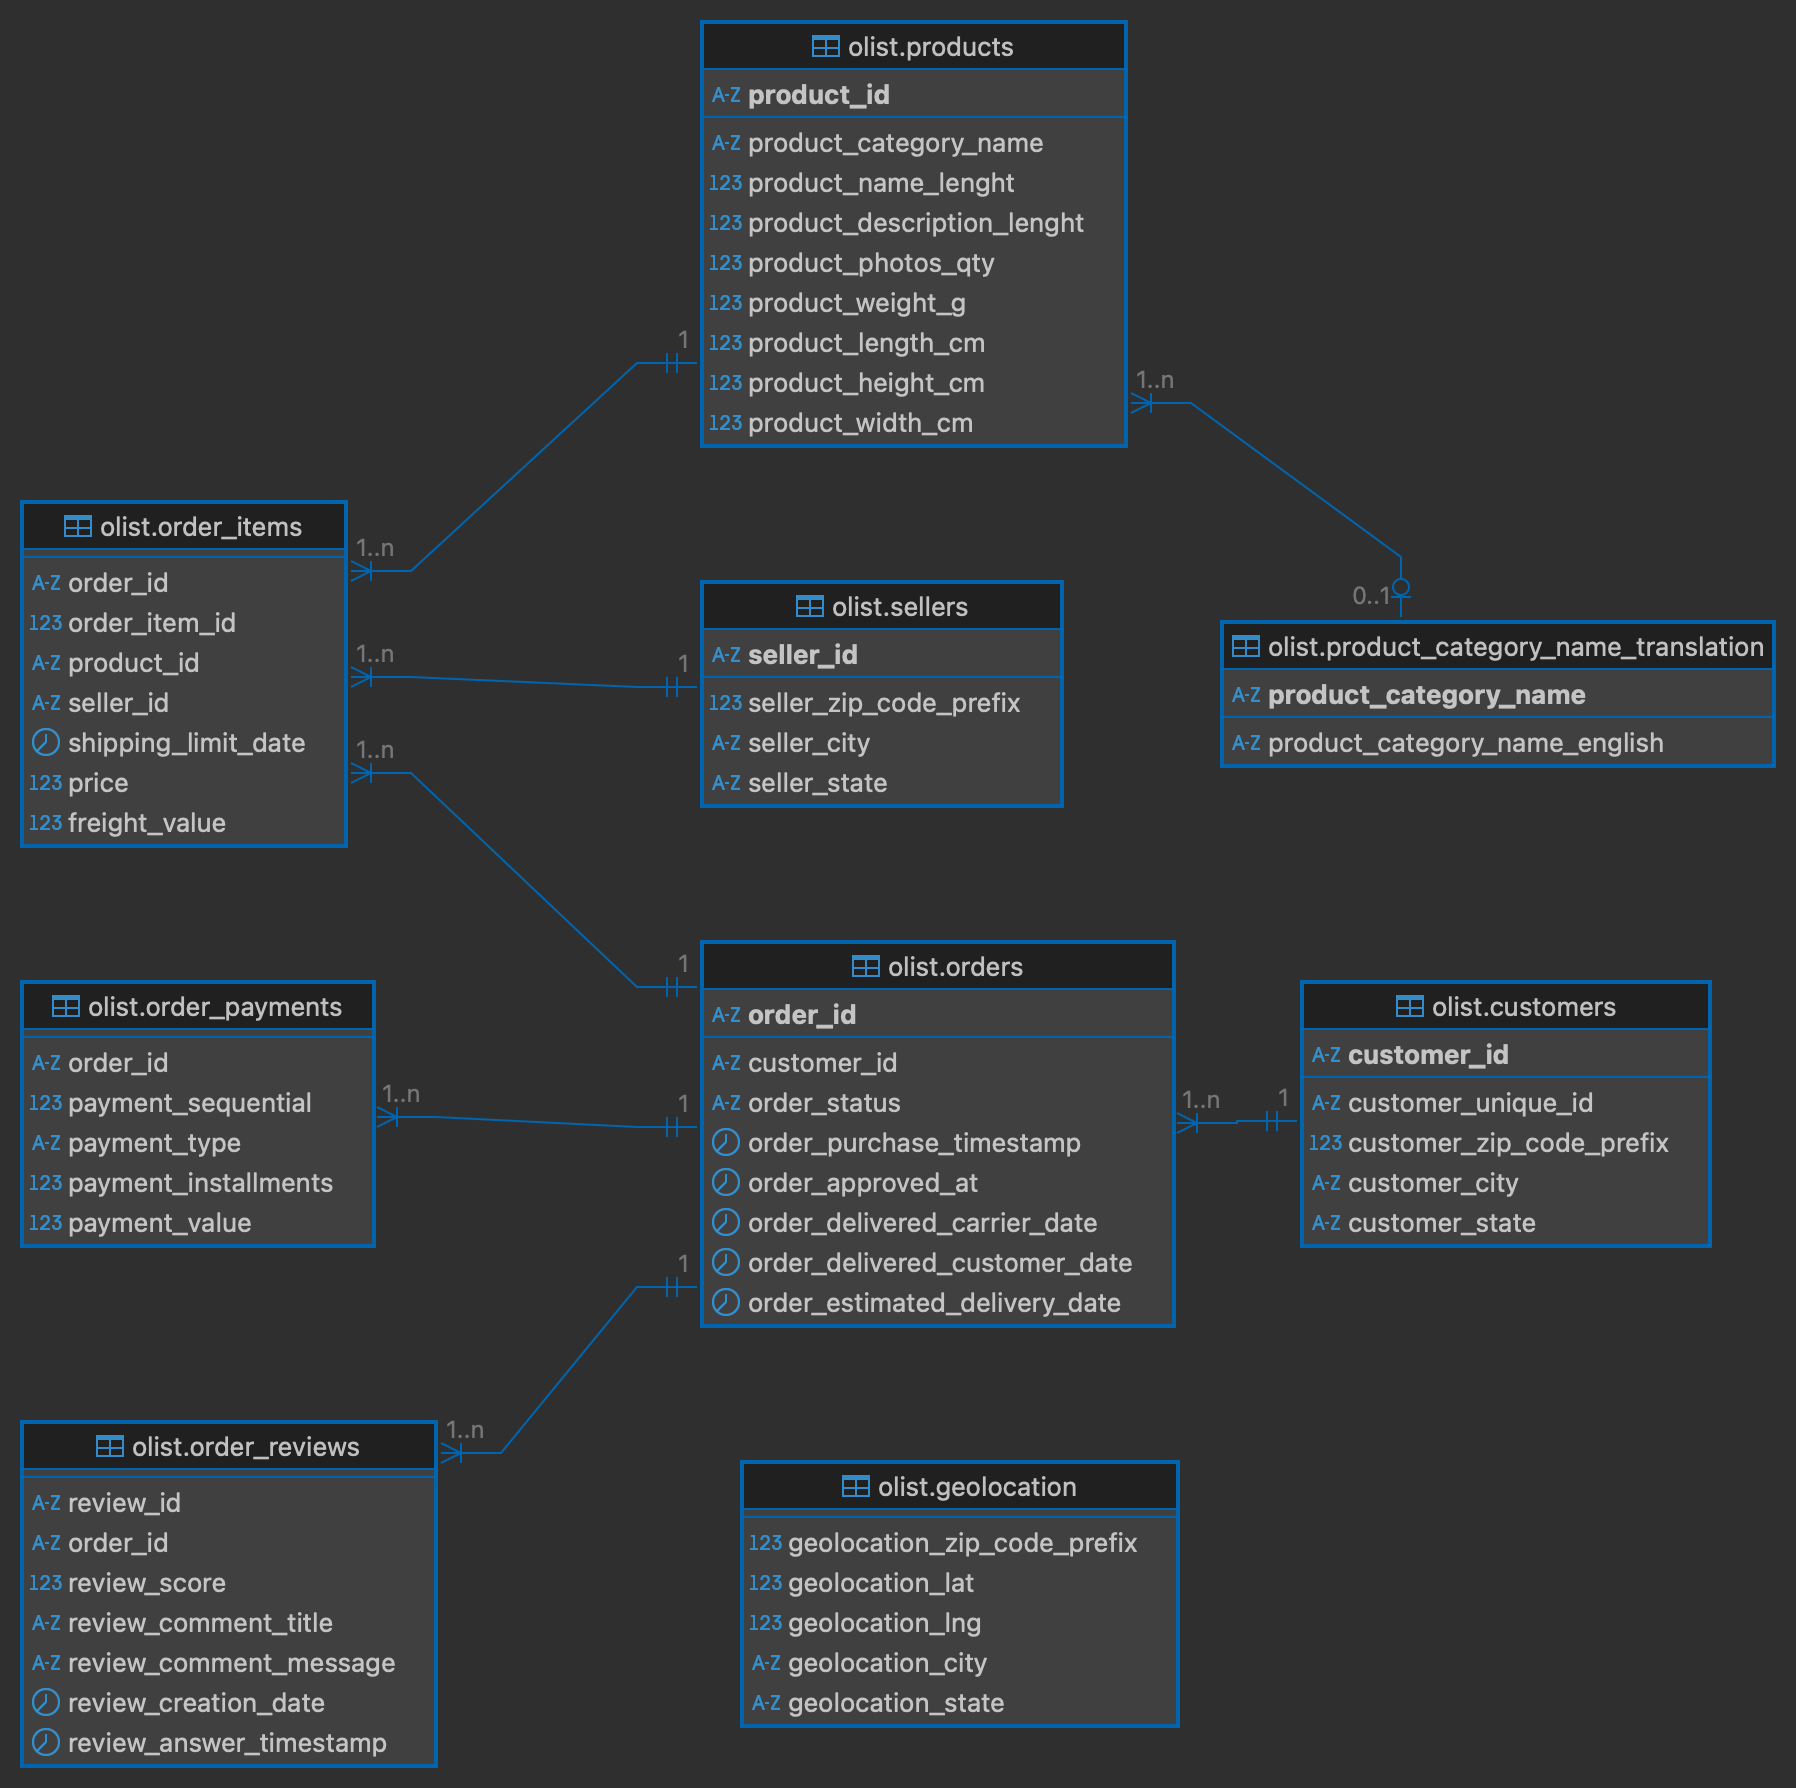 olist.products
A-Z product_id
A-Z product_category_name
123 product_name_lenght
123 product_description_lenght
123 product_photos_qty
123 product_weight_g
123 product_length_cm
123 product_height_cm
123 product_width_cm
1
1..n
olist.order_items
A-Z order_id
123 order_item_id
A-Z product_id
A-Z seller_id
shipping_limit_date
123 price
123 freight_value
1..n
1..n
1..n
olist.sellers
A-Z seller_id
123 seller_zip_code_prefix
A-Z seller_city
A-Z seller_state
1
0..1
olist.product_category_name_translation
A-Z product_category_name
A-Z product_category_name_english
olist.order_payments
A-Z order_id
123 payment_sequential
A-Z payment_type
123 payment_installments
123 payment_value
1..n
1
1
1
olist.orders
A-Z order_id
A-Z customer_id
A-Z order_status
order_purchase_timestamp
order_approved_at
order_delivered_carrier_date
order_delivered_customer_date
order_estimated_delivery_date
1..n
1
olist.customers
A-Z customer_id
A-Z customer_unique_id
123 customer_zip_code_prefix
A-Z customer_city
A-Z customer_state
olist.order_reviews
A-Z review_id
A-Z order_id
123 review_score
A-Z review_comment_title
A-Z review_comment_message
review_creation_date
review_answer_timestamp
1..n
olist.geolocation
123 geolocation_zip_code_prefix
123 geolocation_lat
123 geolocation_lng
A-Z geolocation_city
A-Z geolocation_state